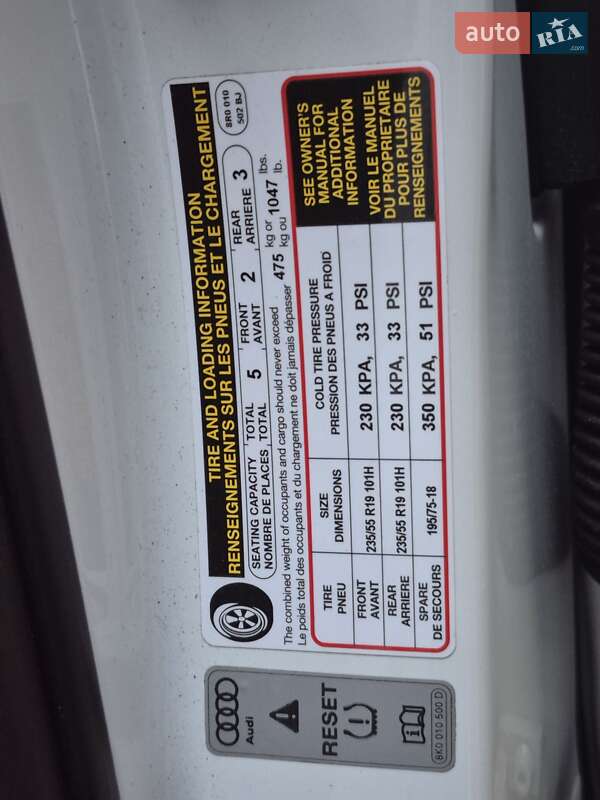 auto RIA.com
TIRE AND LOADING INFORMATION
RENSEIGNEMENTS SUR LES PNEUS ET LE CHARGEMENT
8R0 010
502 BJ
SEATING CAPACITY TOTAL 5 FRONT 2 REAR 3
NOMBRE DE PLACES TOTAL AVANT ARRIERE
The combined weight of occupants and cargo should never exceed 475 kg or 1047 lbs.
Le poids total des occupants et du chargement ne doit jamais dépasser kg ou lb.
TIRE SIZE COLD TIRE PRESSURE
PNEU DIMENSIONS PRESSION DES PNEUS A FROID
FRONT 235/55 R19 101H 230 KPA, 33 PSI
AVANT
REAR 235/55 R19 101H 230 KPA, 33 PSI
ARRIERE
SPARE 195/75-18 350 KPA, 51 PSI
DE SECOURS
SEE OWNER'S
MANUAL FOR
ADDITIONAL
INFORMATION
VOIR LE MANUEL
DU PROPRIETAIRE
POUR PLUS DE
RENSEIGNEMENTS
Audi
RESET
8K0 010 500 D